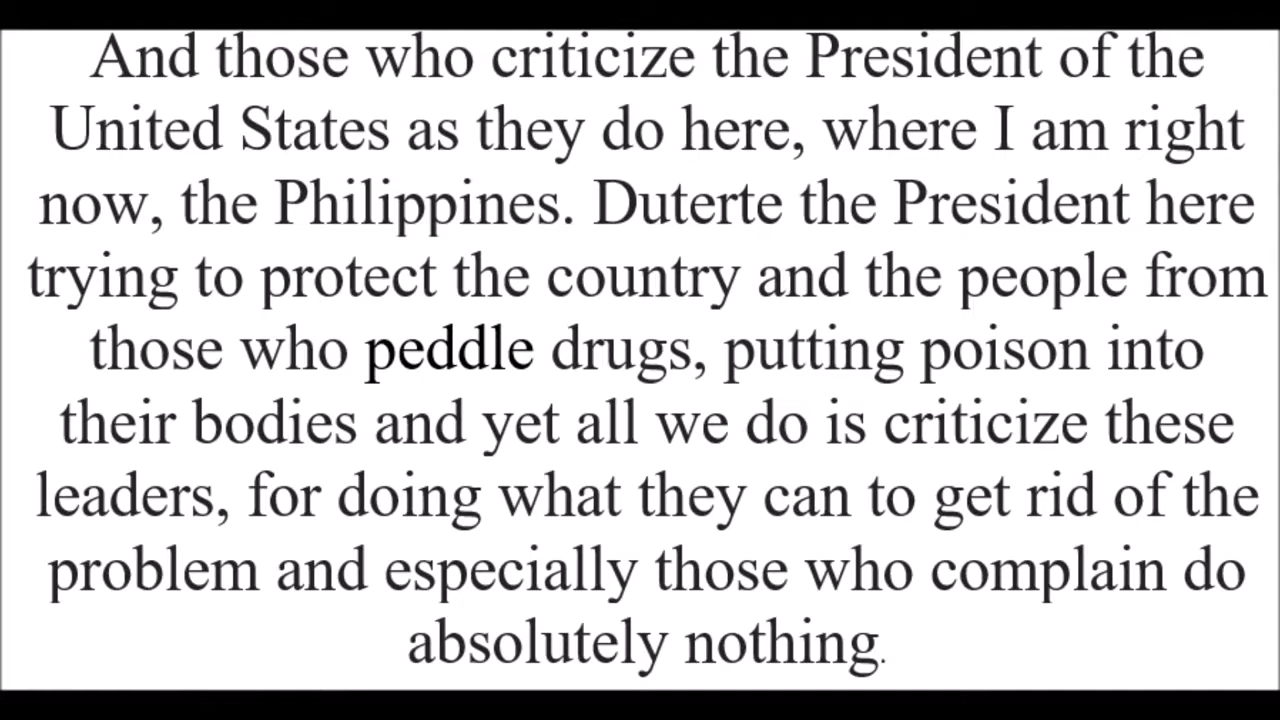 And those who criticize the President of the
United States as they do here, where I am right
now, the Philippines. Duterte the President here
trying to protect the country and the people from
those who peddle drugs, putting poison into
their bodies and yet all we do is criticize these
leaders, for doing what they can to get rid of the
problem and especially those who complain do
absolutely nothing.